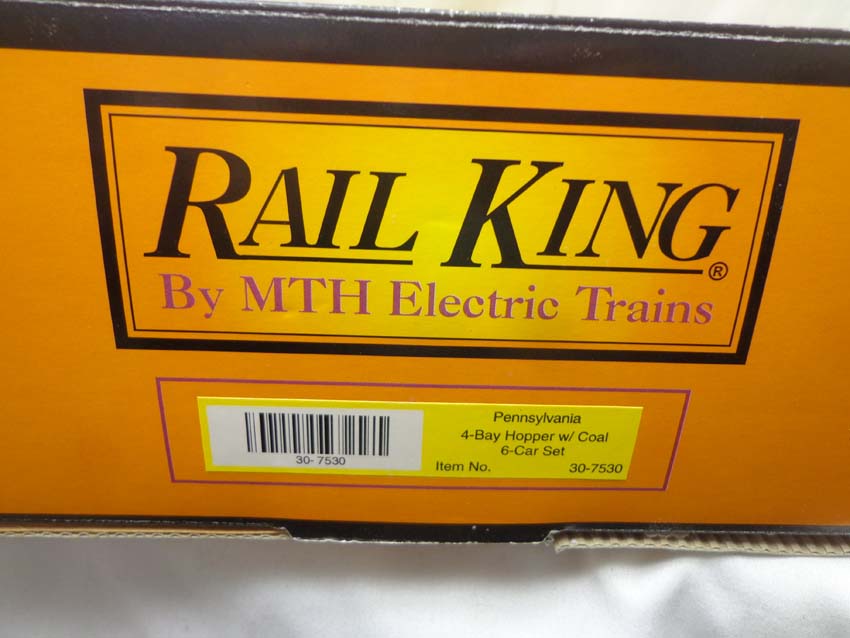 RAIL KING®
By MTH Electric Trains
30-7530
Pennsylvania
4-Bay Hopper w/ Coal
6-Car Set
Item No. 30-7530